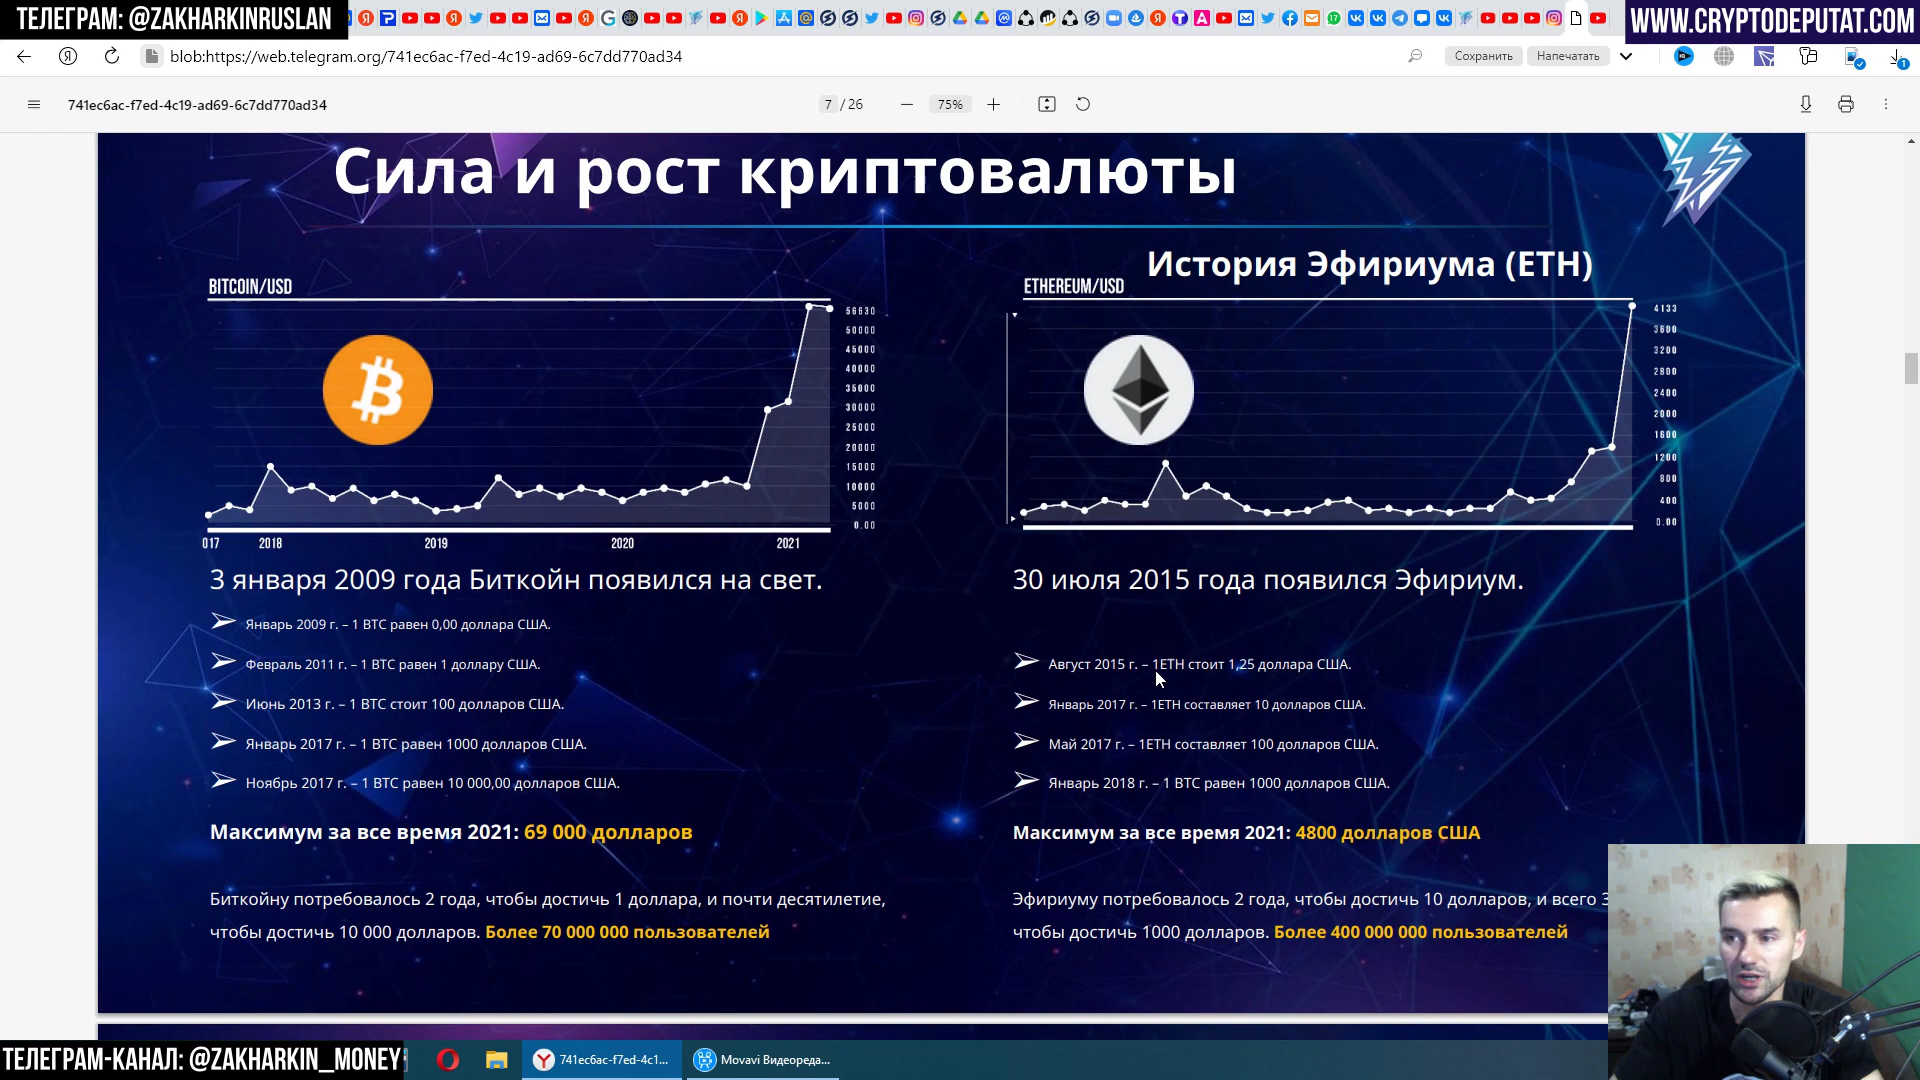 ТЕЛЕГРАМ: @ZAKHARKINRUSLAN
WWW.CRYPTODEPUTAT.COM
blob:https://web.telegram.org/741ec6ac-f7ed-4c19-ad69-6c7dd770ad34
Сохранить
Напечатать
741ec6ac-f7ed-4c19-ad69-6c7dd770ad34
7 / 26
75%
Сила и рост криптовалюты
История Эфириума (ETH)
BITCOIN/USD
56630
50000
45000
40000
35000
30000
25000
20000
15000
10000
5000
0.00
017 2018 2019 2020 2021
ETHEREUM/USD
4133
3600
3200
2800
2400
2000
1600
1200
800
400
0.00
3 января 2009 года Биткойн появился на свет.
Январь 2009 г. – 1 BTC равен 0,00 доллара США.
Февраль 2011 г. – 1 BTC равен 1 доллару США.
Июнь 2013 г. – 1 BTC стоит 100 долларов США.
Январь 2017 г. – 1 BTC равен 1000 долларов США.
Ноябрь 2017 г. – 1 BTC равен 10 000,00 долларов США.
Максимум за все время 2021: 69 000 долларов
Биткойну потребовалось 2 года, чтобы достичь 1 доллара, и почти десятилетие,
чтобы достичь 10 000 долларов. Более 70 000 000 пользователей
30 июля 2015 года появился Эфириум.
Август 2015 г. – 1ETH стоит 1,25 доллара США.
Январь 2017 г. – 1ETH составляет 10 долларов США.
Май 2017 г. – 1ETH составляет 100 долларов США.
Январь 2018 г. – 1 BTC равен 1000 долларов США.
Максимум за все время 2021: 4800 долларов США
Эфириуму потребовалось 2 года, чтобы достичь 10 долларов, и всего 3
чтобы достичь 1000 долларов. Более 400 000 000 пользователей
ТЕЛЕГРАМ-КАНАЛ: @ZAKHARKIN_MONEY
741ec6ac-f7ed-4c1...
Movavi Видеореда...